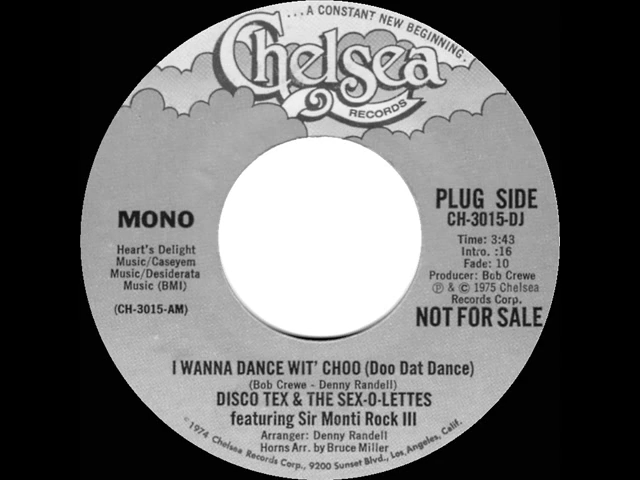 ...A CONSTANT NEW BEGINNING.
Chelsea
RECORDS
MONO
Heart's Delight
Music/Caseyem
Music/Desiderata
Music (BMI)
(CH-3015-AM)
PLUG SIDE
CH-3015-DJ
Time: 3:43
Intro. :16
Fade: 10
Producer: Bob Crewe
℗ & © 1975 Chelsea
Records Corp.
NOT FOR SALE
I WANNA DANCE WIT' CHOO (Doo Dat Dance)
(Bob Crewe - Denny Randell)
DISCO TEX & THE SEX-O-LETTES
featuring Sir Monti Rock III
Arranger: Denny Randell
Horns Arr. by Bruce Miller
© 1974 Chelsea Records Corp., 9200 Sunset Blvd., Los Angeles, Calif.